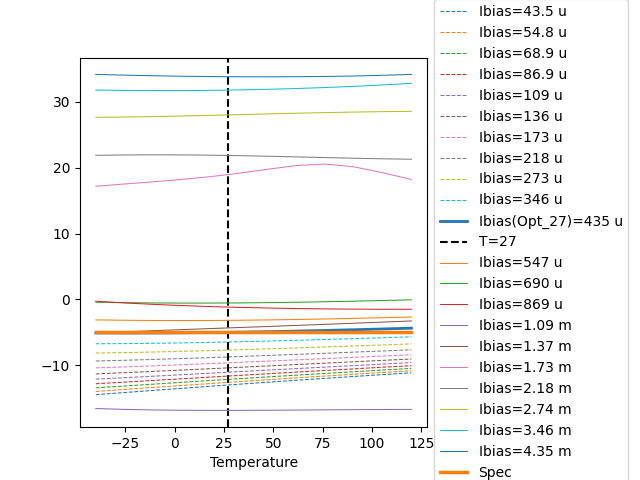 30
20
10
0
−10
−25
0
25
50
75
100
125
Temperature
Ibias=43.5 u
Ibias=54.8 u
Ibias=68.9 u
Ibias=86.9 u
Ibias=109 u
Ibias=136 u
Ibias=173 u
Ibias=218 u
Ibias=273 u
Ibias=346 u
Ibias(Opt_27)=435 u
T=27
Ibias=547 u
Ibias=690 u
Ibias=869 u
Ibias=1.09 m
Ibias=1.37 m
Ibias=1.73 m
Ibias=2.18 m
Ibias=2.74 m
Ibias=3.46 m
Ibias=4.35 m
Spec